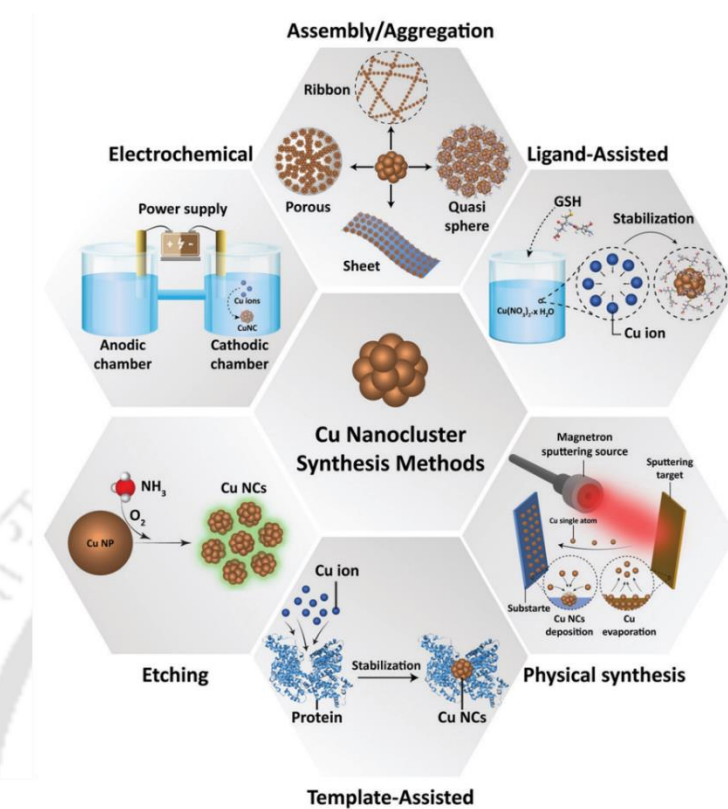 Assembly/Aggregation
Ribbon
Porous
Quasi
sphere
Sheet
Electrochemical
Power supply
+ -
Cu ions
CuNC
Anodic
chamber
Cathodic
chamber
Ligand-Assisted
GSH
Stabilization
Cu(NO₃)₂-x H₂O
Cu ion
Cu Nanocluster
Synthesis Methods
NH₃
O₂
Cu NP
Cu NCs
Etching
Magnetron
sputtering source
Sputtering
target
Cu single atom
Substarte
Cu NCs
deposition
Cu
evaporation
Physical synthesis
Cu ion
Stabilization
Protein
Cu NCs
Template-Assisted